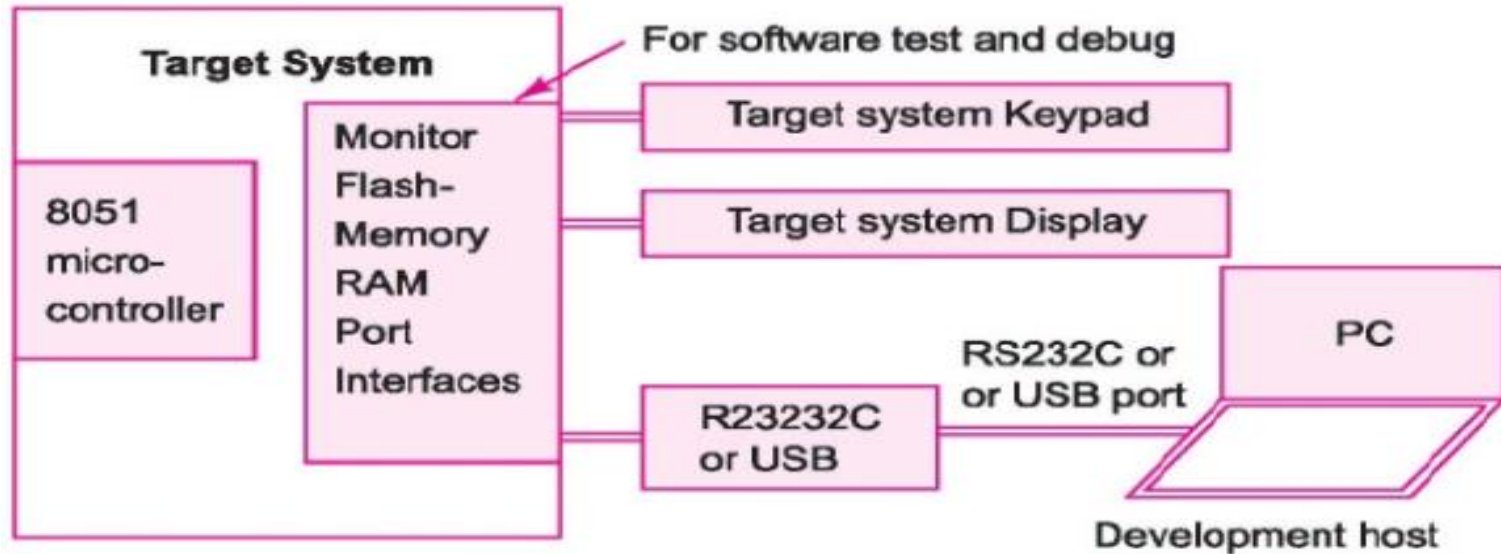 Target System
For software test and debug
8051
micro-
controller
Monitor
Flash-
Memory
RAM
Port
Interfaces
Target system Keypad
Target system Display
R23232C
or USB
RS232C or
or USB port
PC
Development host